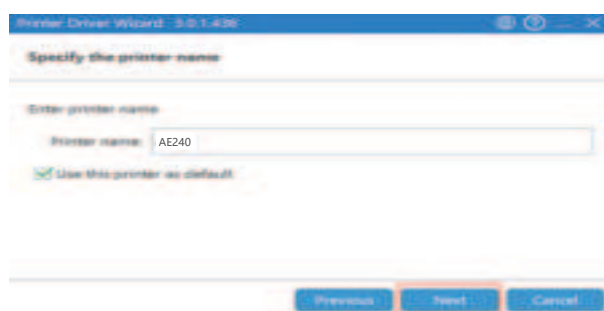 Printer Driver Wizard 3.0.1.436
Specify the printer name
Enter printer name
Printer name: AE240
Use this printer as default
Previous Next Cancel